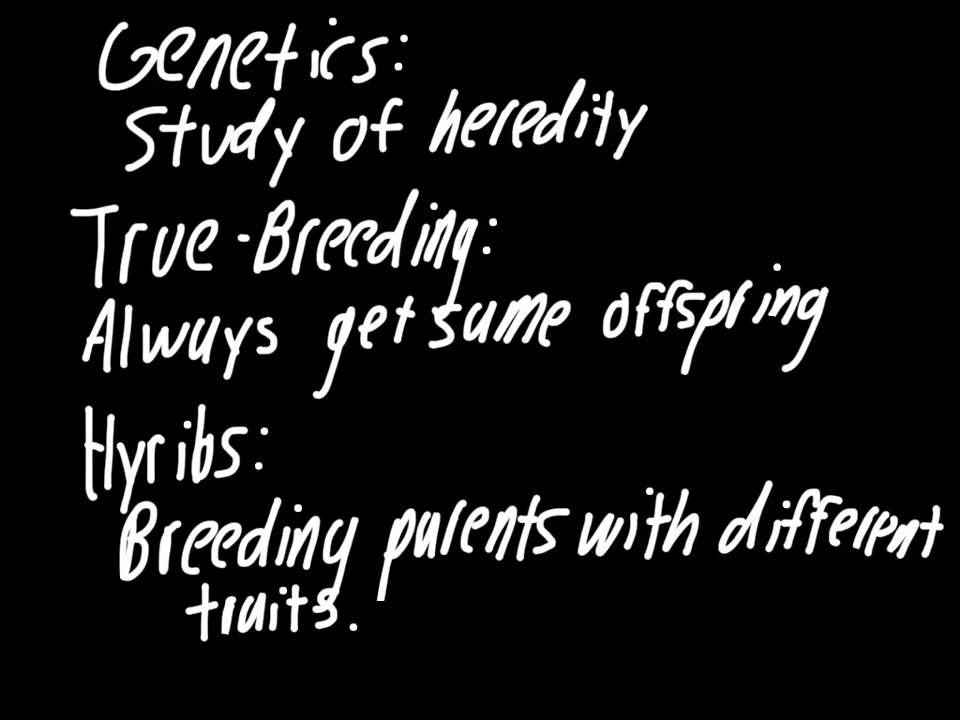 Genetics:
Study of heredity
True-Breeding:
Always get same offspring
Hyribs:
Breeding parents with different
traits.